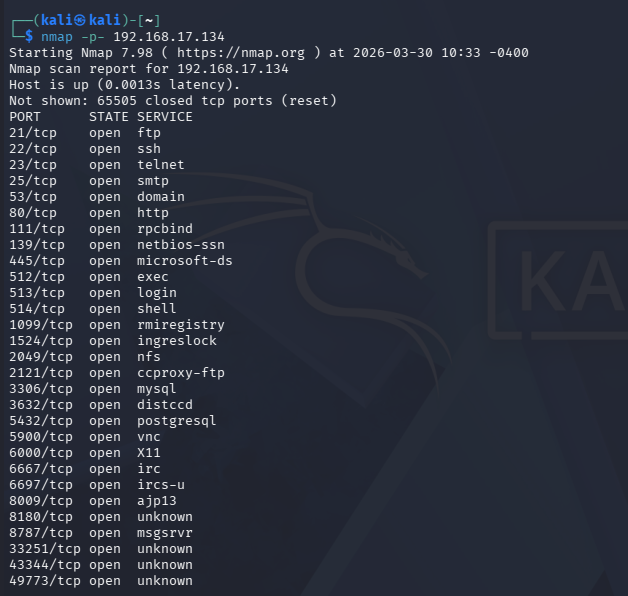 ┌──(kali㉿kali)-[~]
└─$ nmap -p- 192.168.17.134
Starting Nmap 7.98 ( https://nmap.org ) at 2026-03-30 10:33 -0400
Nmap scan report for 192.168.17.134
Host is up (0.0013s latency).
Not shown: 65505 closed tcp ports (reset)
PORT      STATE SERVICE
21/tcp    open  ftp
22/tcp    open  ssh
23/tcp    open  telnet
25/tcp    open  smtp
53/tcp    open  domain
80/tcp    open  http
111/tcp   open  rpcbind
139/tcp   open  netbios-ssn
445/tcp   open  microsoft-ds
512/tcp   open  exec
513/tcp   open  login
514/tcp   open  shell
1099/tcp  open  rmiregistry
1524/tcp  open  ingreslock
2049/tcp  open  nfs
2121/tcp  open  ccproxy-ftp
3306/tcp  open  mysql
3632/tcp  open  distccd
5432/tcp  open  postgresql
5900/tcp  open  vnc
6000/tcp  open  X11
6667/tcp  open  irc
6697/tcp  open  ircs-u
8009/tcp  open  ajp13
8180/tcp  open  unknown
8787/tcp  open  msgsrvr
33251/tcp open  unknown
43344/tcp open  unknown
49773/tcp open  unknown
KA